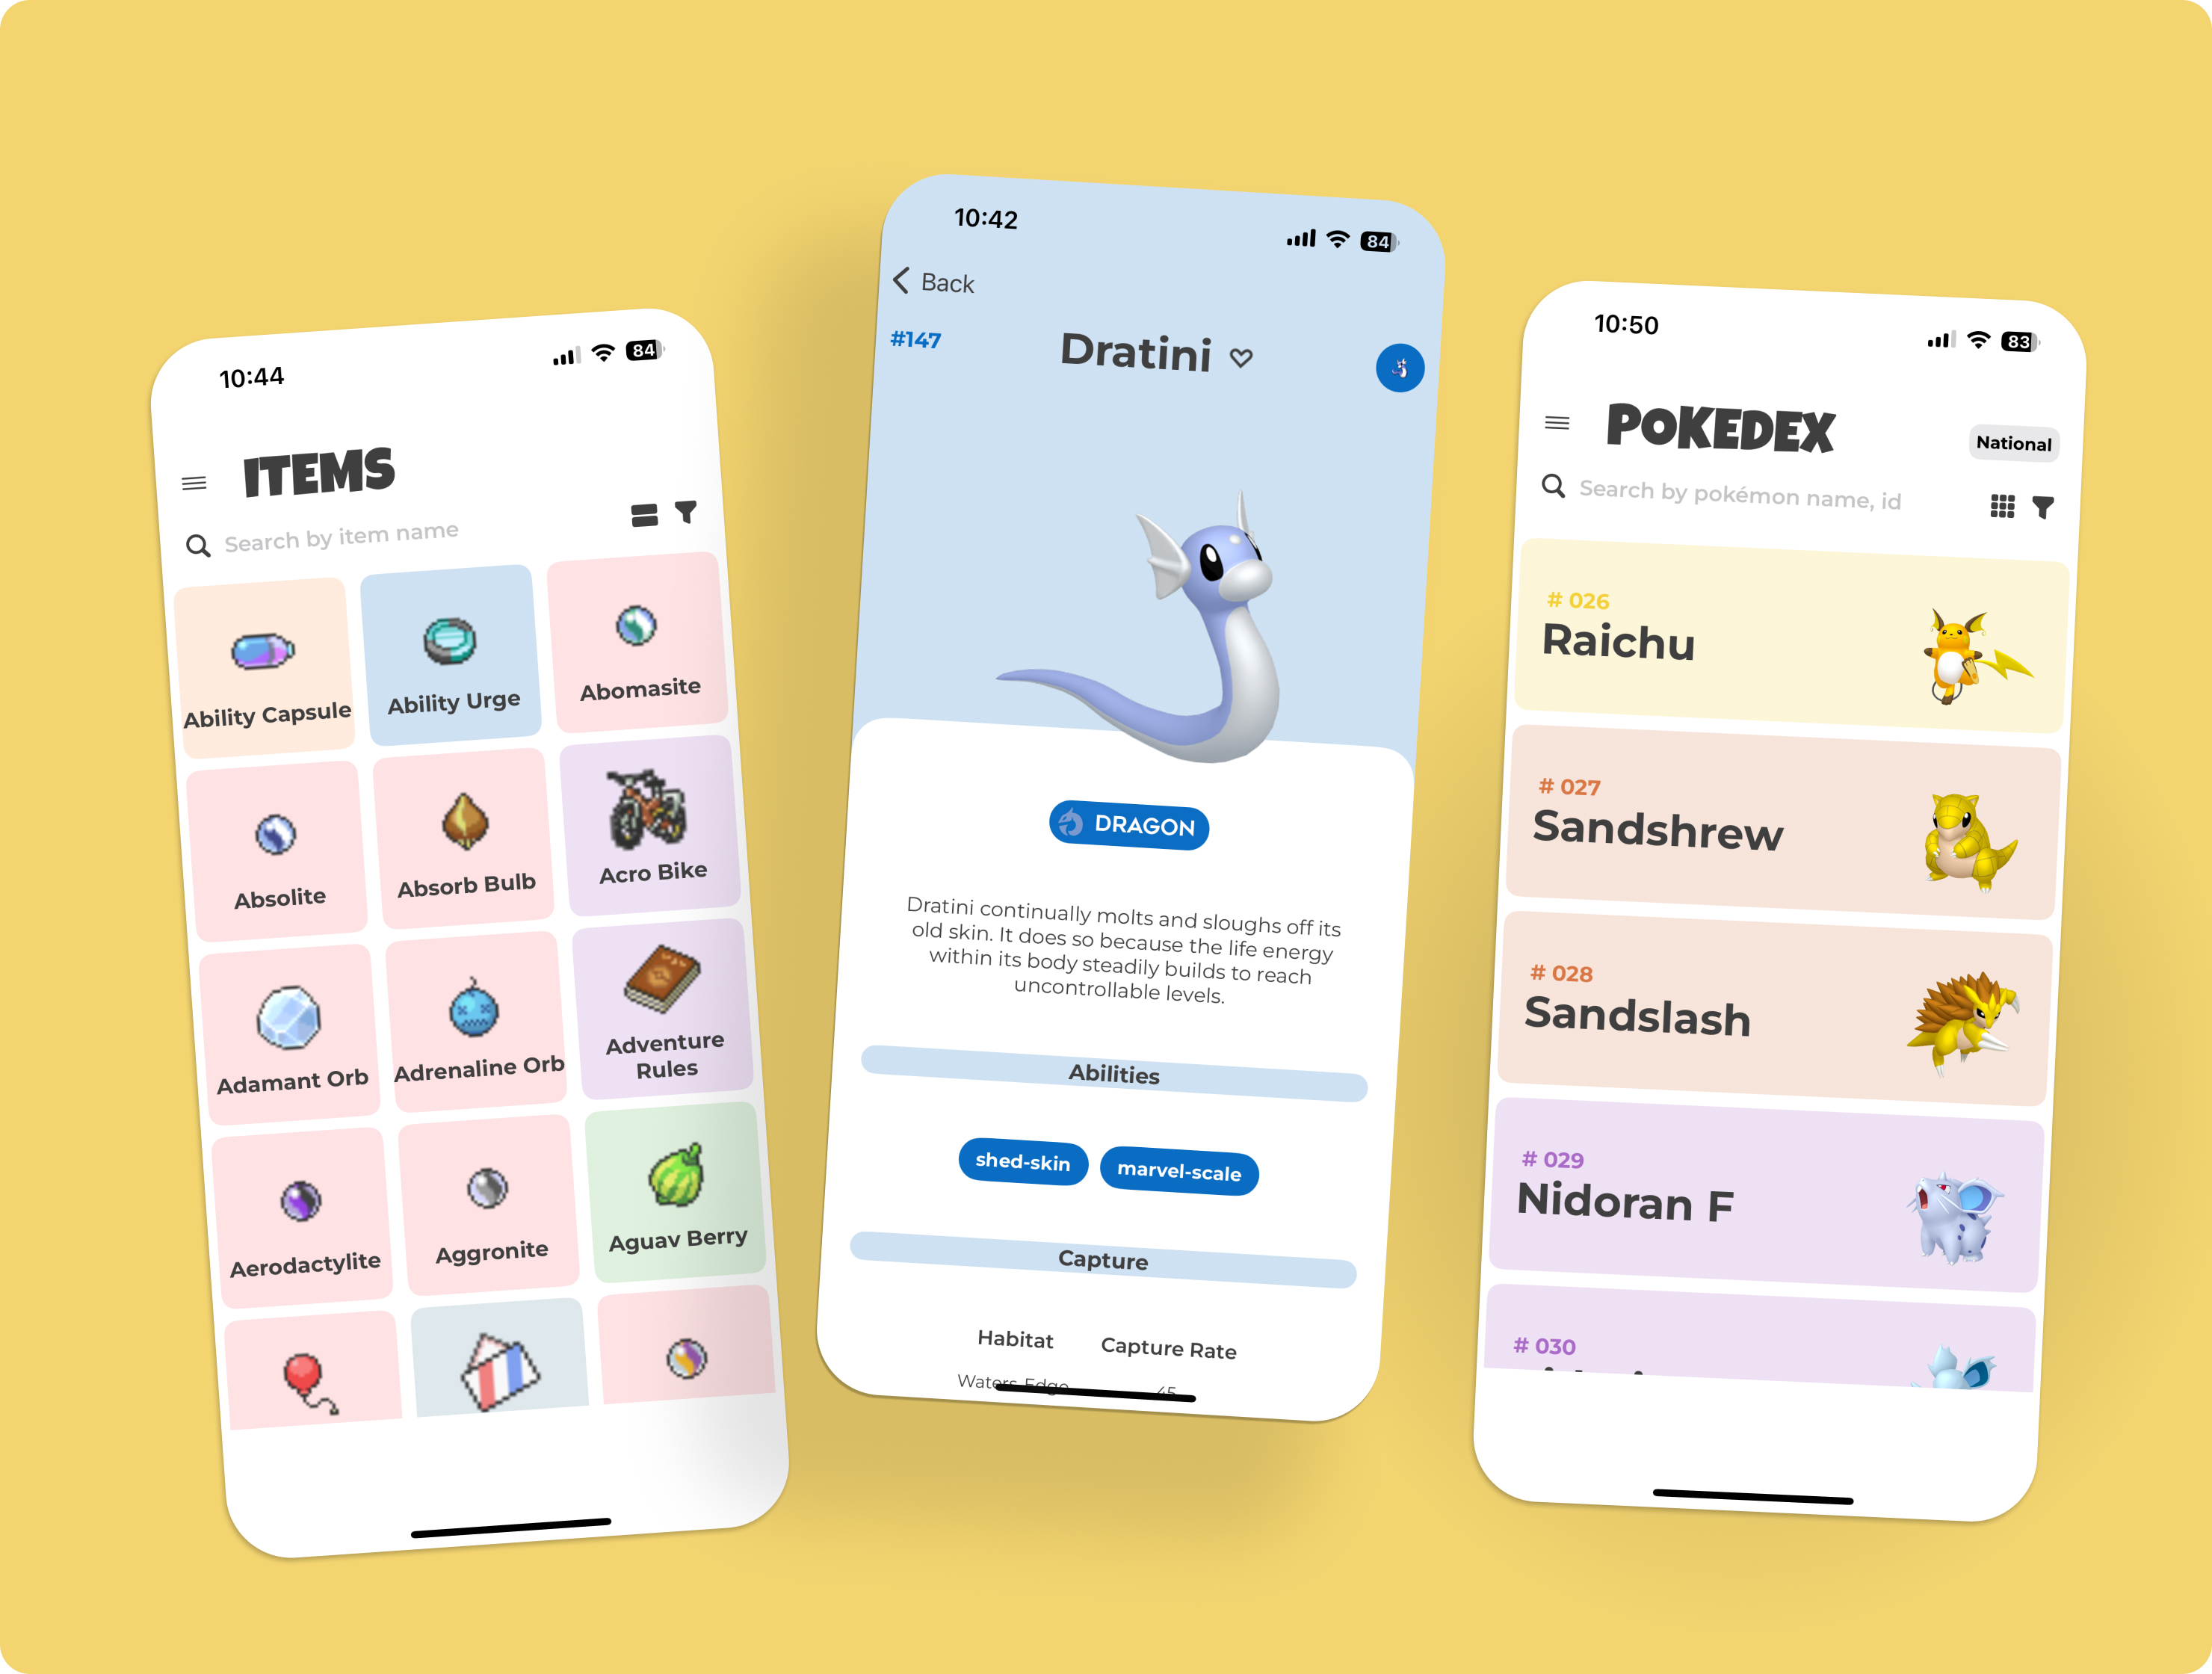 10:44
84
ITEMS
Search by item name
Ability Capsule
Ability Urge
Abomasite
Absolite
Absorb Bulb
Acro Bike
Adamant Orb
Adrenaline Orb
Adventure
Rules
Aerodactylite
Aggronite
Aguav Berry
10:42
84
Back
#147
Dratini
DRAGON
Dratini continually molts and sloughs off its
old skin. It does so because the life energy
within its body steadily builds to reach
uncontrollable levels.
Abilities
shed-skin
marvel-scale
Capture
Habitat
Capture Rate
Waters-Edge
45
10:50
83
POKEDEX
National
Search by pokémon name, id
# 026
Raichu
# 027
Sandshrew
# 028
Sandslash
# 029
Nidoran F
# 030